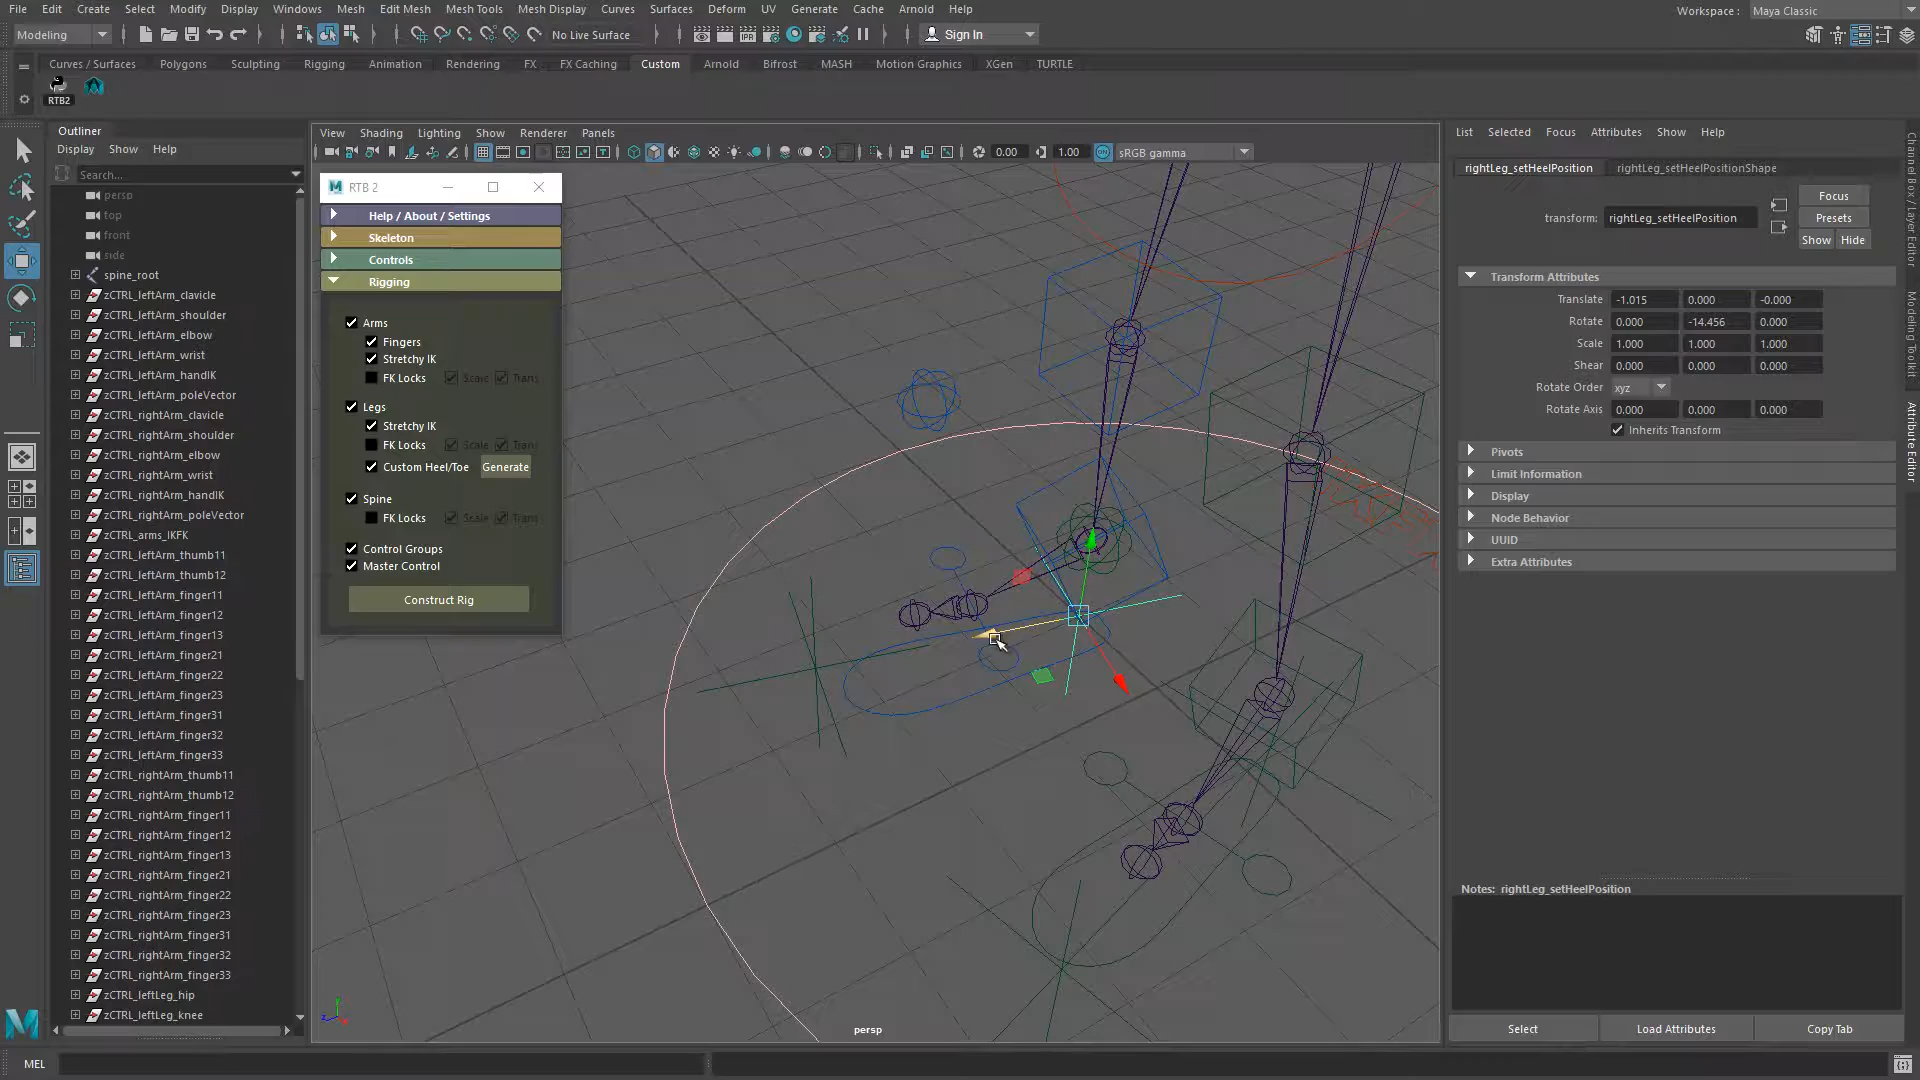 File Edit Create Select Modify Display Windows Mesh Edit Mesh Mesh Tools Mesh Display Curves Surfaces Deform UV Generate Cache Arnold Help
Workspace : Maya Classic
Modeling
No Live Surface
Sign In
Curves / Surfaces Polygons Sculpting Rigging Animation Rendering FX FX Caching Custom Arnold Bifrost MASH Motion Graphics XGen TURTLE
RTB2
Outliner
Display Show Help
Search...
persp
top
front
side
spine_root
zCTRL_leftArm_clavicle
zCTRL_leftArm_shoulder
zCTRL_leftArm_elbow
zCTRL_leftArm_wrist
zCTRL_leftArm_handIK
zCTRL_leftArm_poleVector
zCTRL_rightArm_clavicle
zCTRL_rightArm_shoulder
zCTRL_rightArm_elbow
zCTRL_rightArm_wrist
zCTRL_rightArm_handIK
zCTRL_rightArm_poleVector
zCTRL_arms_IKFK
zCTRL_leftArm_thumb11
zCTRL_leftArm_thumb12
zCTRL_leftArm_finger11
zCTRL_leftArm_finger12
zCTRL_leftArm_finger13
zCTRL_leftArm_finger21
zCTRL_leftArm_finger22
zCTRL_leftArm_finger23
zCTRL_leftArm_finger31
zCTRL_leftArm_finger32
zCTRL_leftArm_finger33
zCTRL_rightArm_thumb11
zCTRL_rightArm_thumb12
zCTRL_rightArm_finger11
zCTRL_rightArm_finger12
zCTRL_rightArm_finger13
zCTRL_rightArm_finger21
zCTRL_rightArm_finger22
zCTRL_rightArm_finger23
zCTRL_rightArm_finger31
zCTRL_rightArm_finger32
zCTRL_rightArm_finger33
zCTRL_leftLeg_hip
zCTRL_leftLeg_knee
View Shading Lighting Show Renderer Panels
0.00 1.00 sRGB gamma
RTB 2
Help / About / Settings
Skeleton
Controls
Rigging
Arms
Fingers
Stretchy IK
FK Locks Scale Trans
Legs
Stretchy IK
FK Locks Scale Trans
Custom Heel/Toe Generate
Spine
FK Locks Scale Trans
Control Groups
Master Control
Construct Rig
persp
List Selected Focus Attributes Show Help
rightLeg_setHeelPosition rightLeg_setHeelPositionShape
Focus
transform: rightLeg_setHeelPosition Presets
Show Hide
Transform Attributes
Translate -1.015 0.000 -0.000
Rotate 0.000 -14.456 0.000
Scale 1.000 1.000 1.000
Shear 0.000 0.000 0.000
Rotate Order xyz
Rotate Axis 0.000 0.000 0.000
Inherits Transform
Pivots
Limit Information
Display
Node Behavior
UUID
Extra Attributes
Notes: rightLeg_setHeelPosition
Select Load Attributes Copy Tab
Channel Box / Layer Editor
Modeling Toolkit
Attribute Editor
MEL